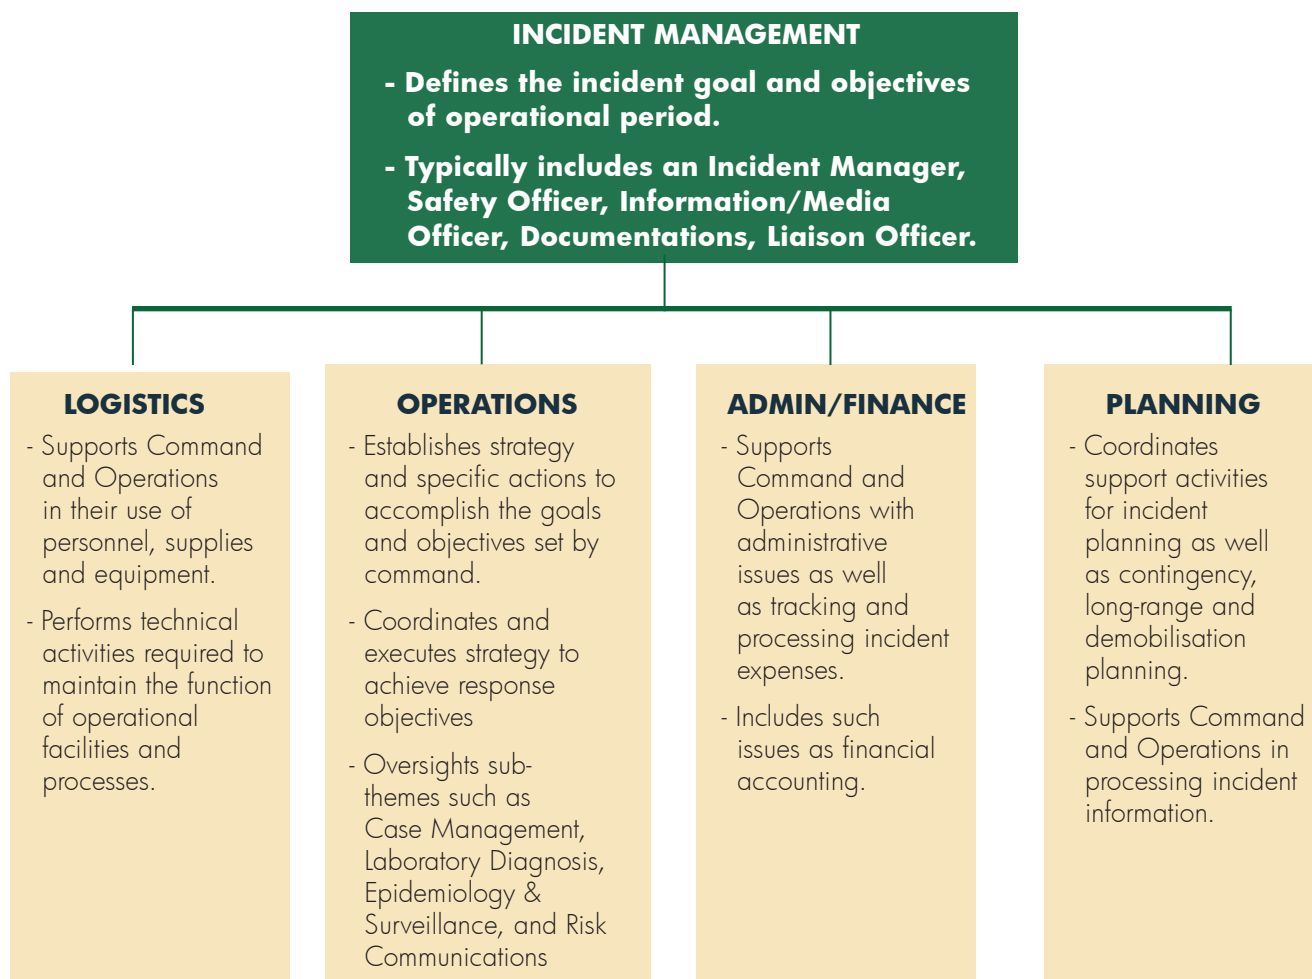 INCIDENT MANAGEMENT
- Defines the incident goal and objectives
of operational period.
- Typically includes an Incident Manager,
Safety Officer, Information/Media
Officer, Documentations, Liaison Officer.
LOGISTICS
- Supports Command
and Operations
in their use of
personnel, supplies
and equipment.
- Performs technical
activities required to
maintain the function
of operational
facilities and
processes.
OPERATIONS
- Establishes strategy
and specific actions to
accomplish the goals
and objectives set by
command.
- Coordinates and
executes strategy to
achieve response
objectives
- Oversights sub-
themes such as
Case Management,
Laboratory Diagnosis,
Epidemiology &
Surveillance, and Risk
Communications
ADMIN/FINANCE
- Supports
Command and
Operations with
administrative
issues as well
as tracking and
processing incident
expenses.
- Includes such
issues as financial
accounting.
PLANNING
- Coordinates
support activities
for incident
planning as well
as contingency,
long-range and
demobilisation
planning.
- Supports Command
and Operations in
processing incident
information.